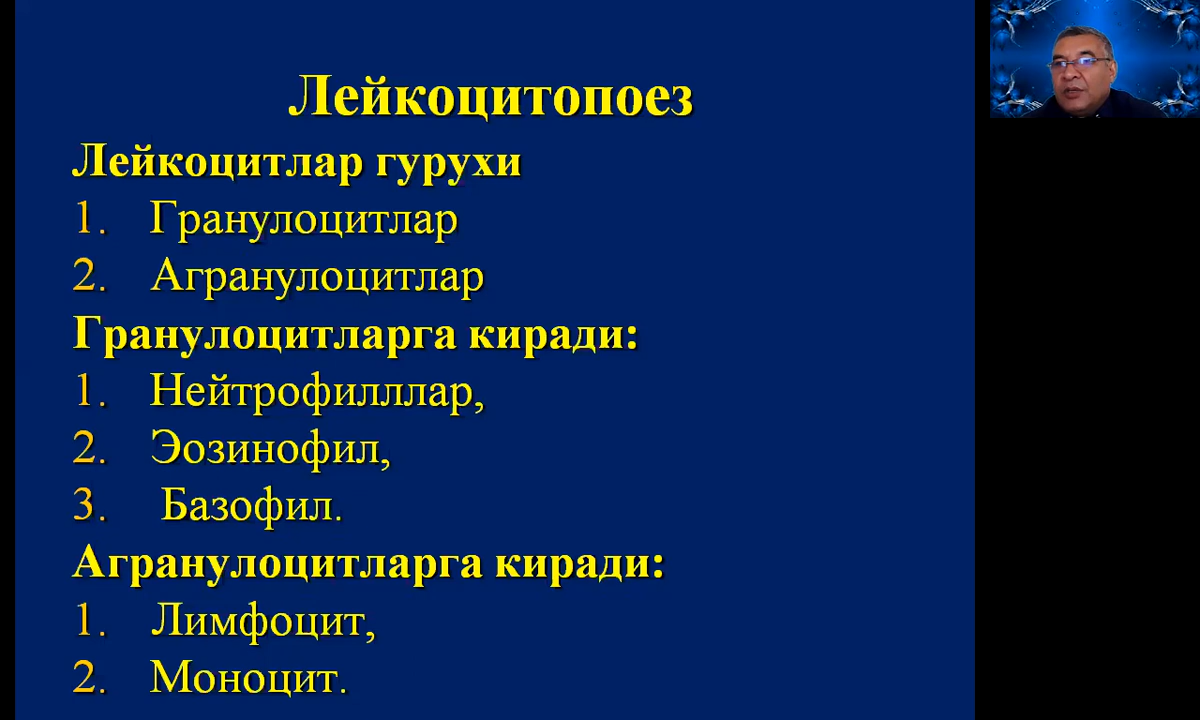 Лейкоцитопоез
Лейкоцитлар гурухи
1. Гранулоцитлар
2. Агранулоцитлар
Гранулоцитларга киради:
1. Нейтрофилллар,
2. Эозинофил,
3. Базофил.
Агранулоцитларга киради:
1. Лимфоцит,
2. Моноцит.